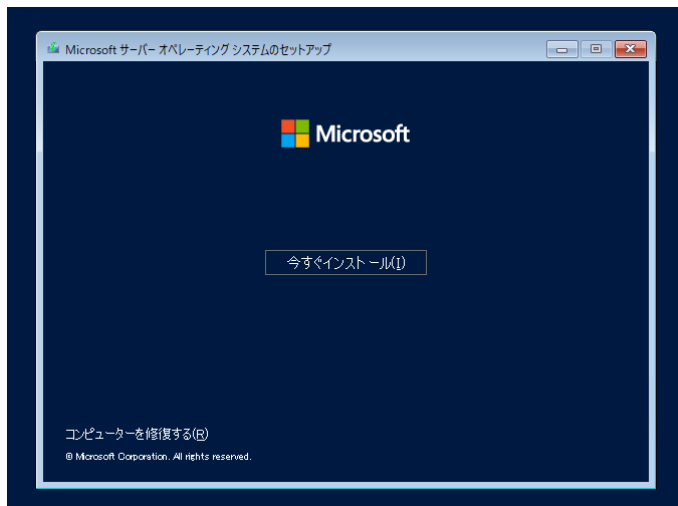 Microsoft サーバー オペレーティング システムのセットアップ
Microsoft
今すぐインストール(I)
コンピューターを修復する(R)
© Microsoft Corporation. All rights reserved.